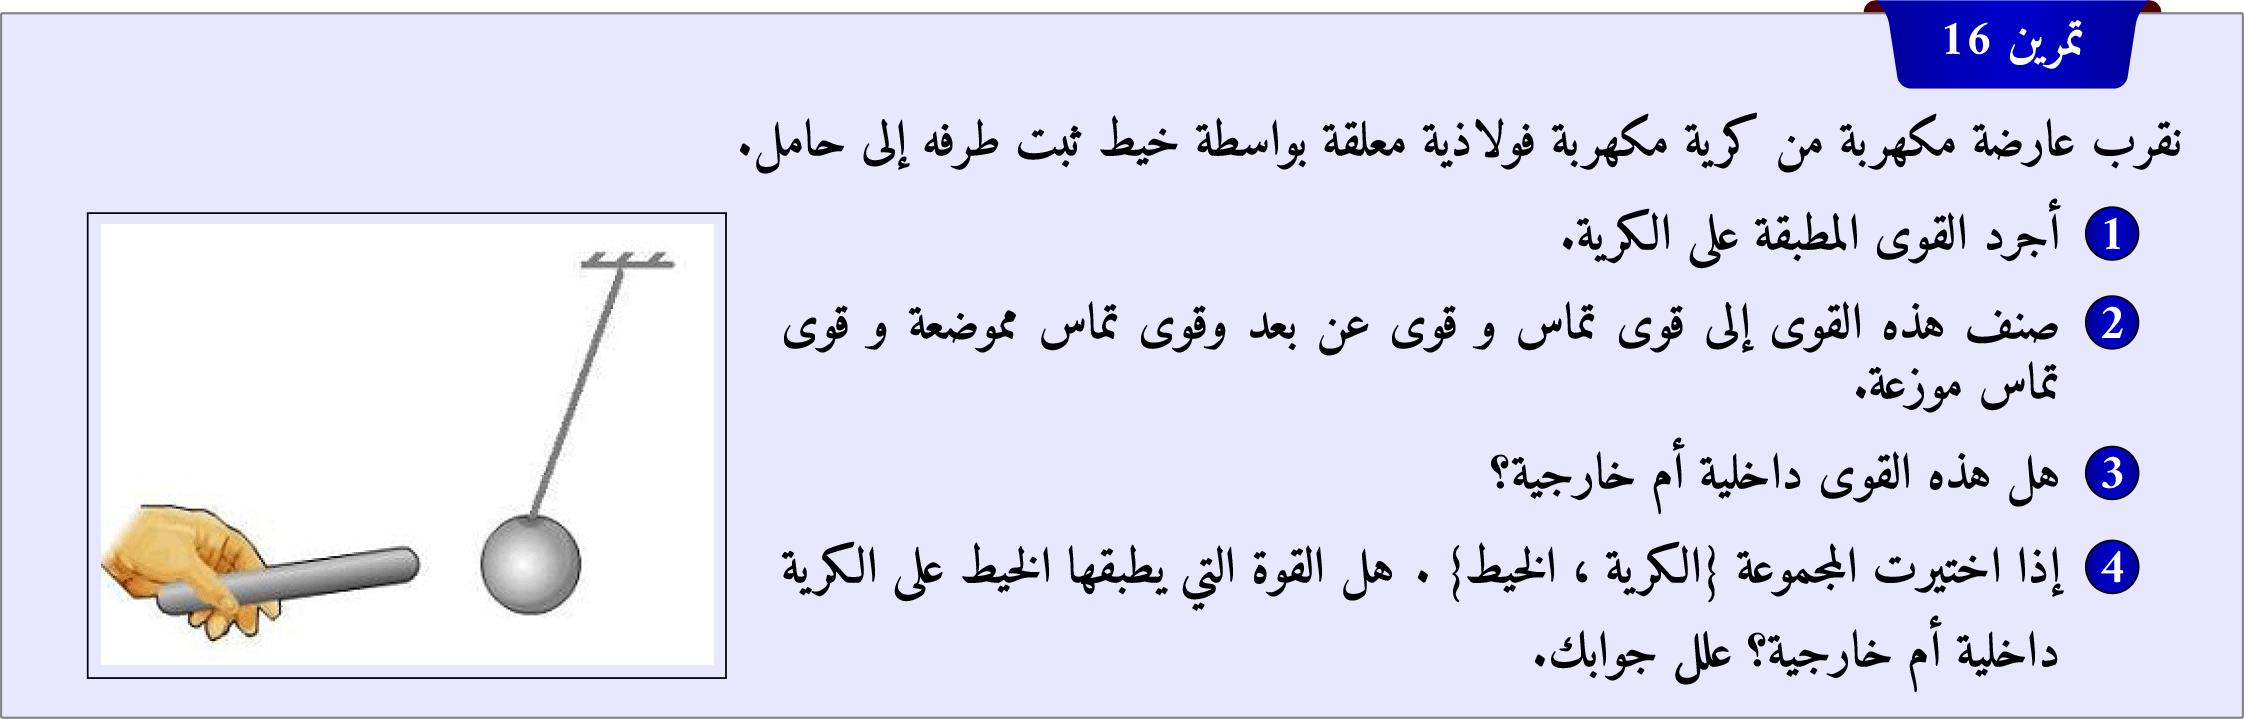 تمرين 16
نقرب عارضة مكهربة من كرية مكهربة فولاذية معلقة بواسطة خيط ثبت طرفه إلى حامل.
1 أجرد القوى المطبقة على الكرية.
2 صنف هذه القوى إلى قوى تماس و قوى عن بعد وقوى تماس مموضعة و قوى
تماس موزعة.
3 هل هذه القوى داخلية أم خارجية؟
4 إذا اختيرت المجموعة {الكرية ، الخيط} . هل القوة التي يطبقها الخيط على الكرية
داخلية أم خارجية؟ علل جوابك.